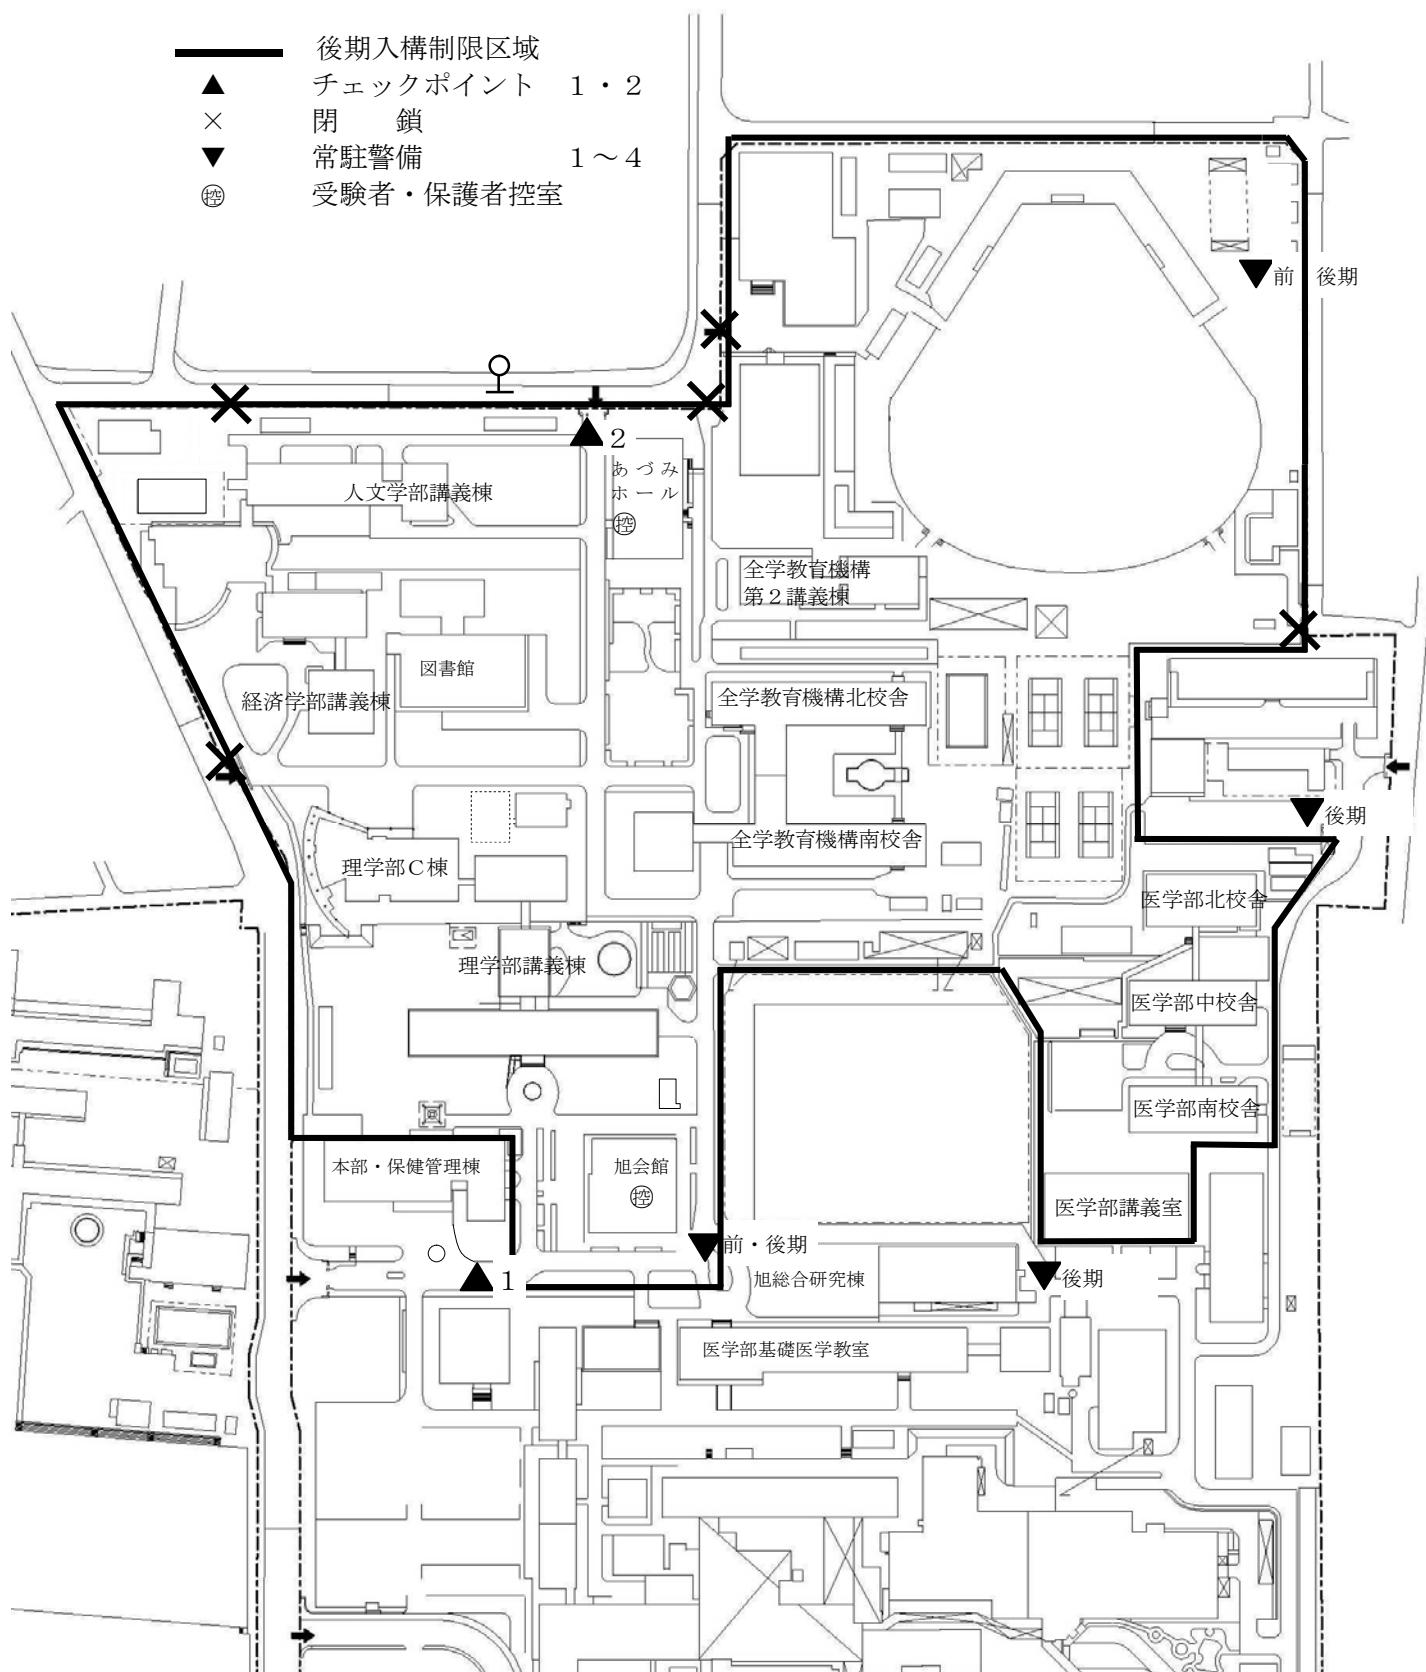 後期入構制限区域
▲ チェックポイント １・２
× 閉　鎖
▼ 常駐警備 １～４
㊢ 受験者・保護者控室
前・後期
2
あづみ
ホール
控
人文学部講義棟
全学教育機構
第２講義棟
図書館
経済学部講義棟
全学教育機構北校舎
後期
全学教育機構南校舎
理学部Ｃ棟
医学部北校舎
理学部講義棟
医学部中校舎
医学部南校舎
本部・保健管理棟
旭会館
控
医学部講義室
前・後期
1
旭総合研究棟
後期
医学部基礎医学教室